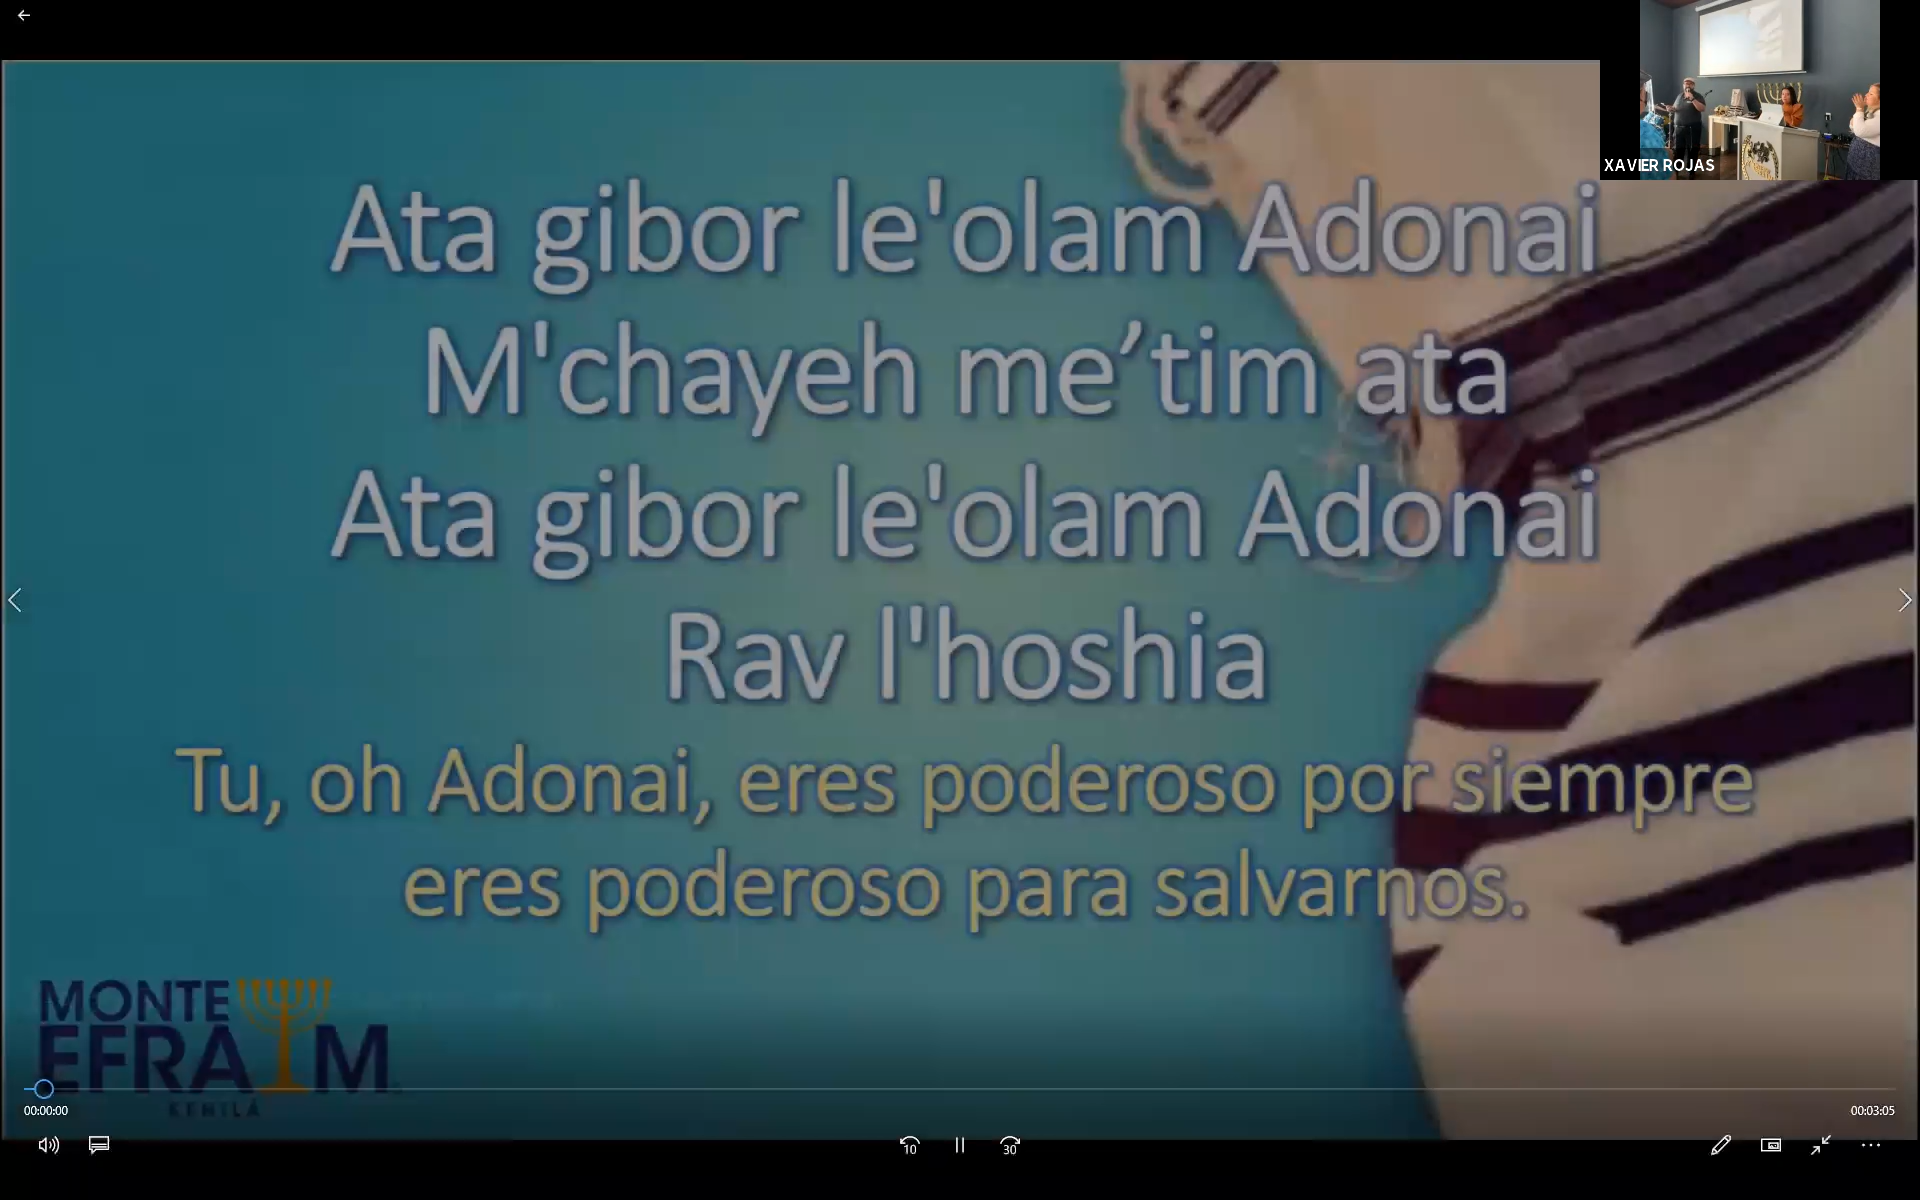 XAVIER ROJAS
Ata gibor le'olam Adonai
M'chayeh me’tim ata
Ata gibor le'olam Adonai
Rav l'hoshia
Tu, oh Adonai, eres poderoso por siempre
eres poderoso para salvarnos.
MONTE
EFRAIM
KEHILÁ
00:00:00
00:03:05
10
30